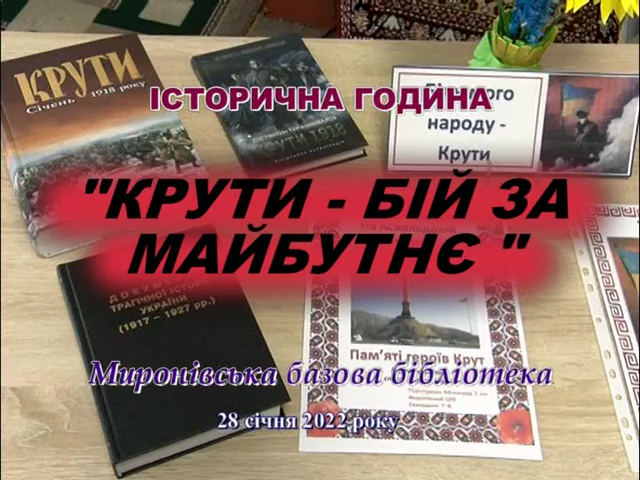 КРУТИ
Січень 1918 року
ІСТОРИЧНА ГОДИНА
КРУТИ 1918
народу -
Крути
"КРУТИ - БІЙ ЗА
МАЙБУТНЄ "
ТРАГІЧНОЇ ІСТОРІЇ
УКРАЇНИ
(1917 – 1927 рр.)
Пам'яті героїв Крут
Миронівська базова бібліотека
28 січня 2022 року